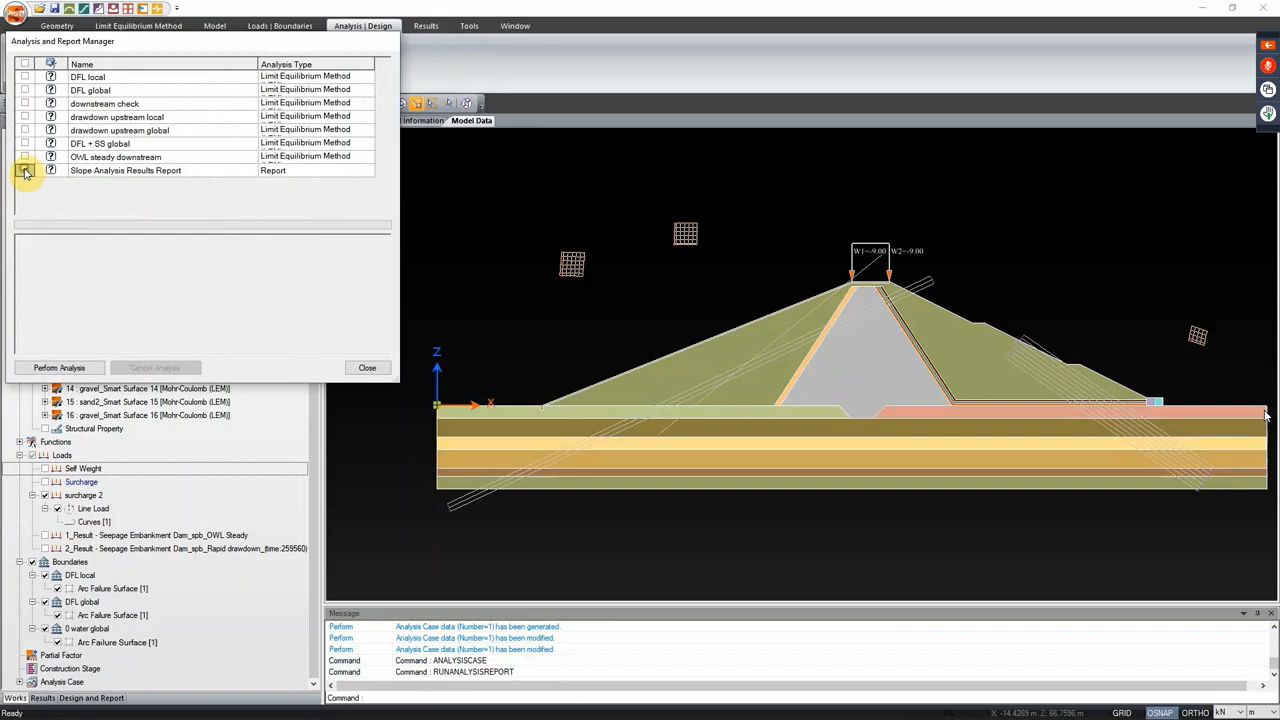 Geometry Limit Equilibrium Method Model Loads | Boundaries Analysis | Design Results Tools Window
Analysis and Report Manager
Name Analysis Type
DFL local Limit Equilibrium Method
DFL global Limit Equilibrium Method
downstream check Limit Equilibrium Method
drawdown upstream local Limit Equilibrium Method
drawdown upstream global Limit Equilibrium Method
DFL + SS global Limit Equilibrium Method
OWL steady downstream Limit Equilibrium Method
Slope Analysis Results Report Report
Perform Analysis Cancel Analysis Close
Information Model Data
W1=-9.00 W2=-9.00
Z
X
14 : gravel_Smart Surface 14 [Mohr-Coulomb (LEM)]
15 : sand2_Smart Surface 15 [Mohr-Coulomb (LEM)]
16 : gravel_Smart Surface 16 [Mohr-Coulomb (LEM)]
Structural Property
Functions
Loads
Self Weight
Surcharge
surcharge 2
Line Load
Curves [1]
1_Result - Seepage Embankment Dam_spb_OWL Steady
2_Result - Seepage Embankment Dam_spb_Rapid drawdown_(time:259560)
Boundaries
DFL local
Arc Failure Surface [1]
DFL global
Arc Failure Surface [1]
0 water global
Arc Failure Surface [1]
Partial Factor
Construction Stage
Analysis Case
Works Results Design and Report
Message
Perform Analysis Case data (Number=1) has been generated.
Perform Analysis Case data (Number=1) has been modified.
Perform Analysis Case data (Number=1) has been modified.
Command Command : ANALYSISCASE
Command Command : RUNANALYSISREPORT
Command :
Ready X: -14.4269 m Z: 66.7596 m GRID OSNAP ORTHO kN m